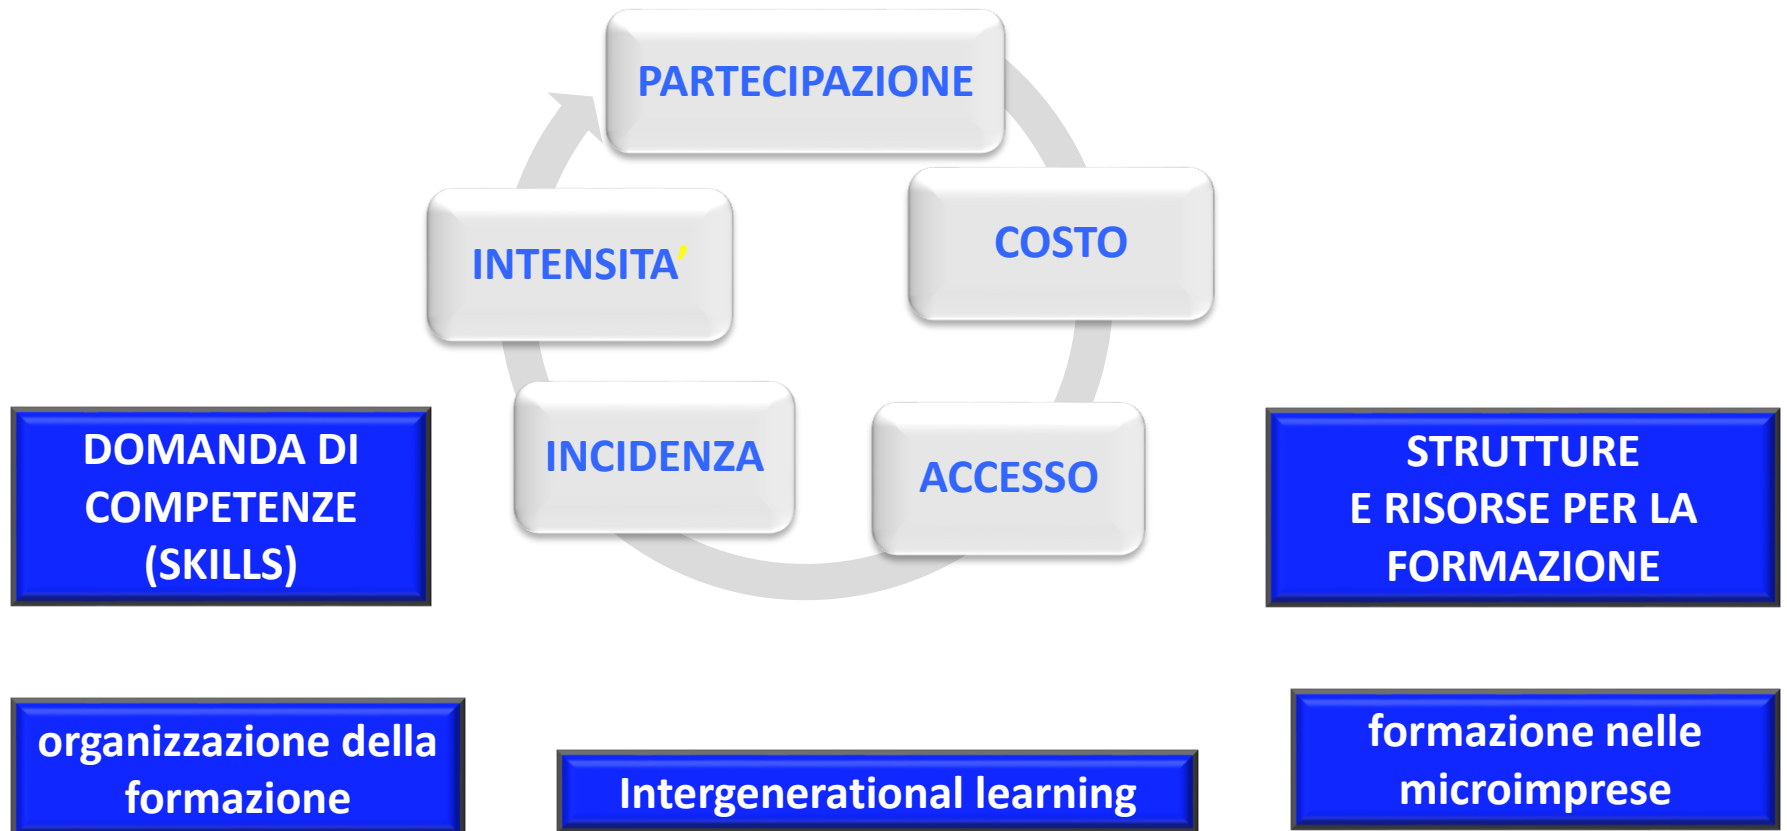 PARTECIPAZIONE
COSTO
INTENSITA'
INCIDENZA
ACCESSO
DOMANDA DI
COMPETENZE
(SKILLS)
STRUTTURE
E RISORSE PER LA
FORMAZIONE
organizzazione della
formazione
Intergenerational learning
formazione nelle
microimprese